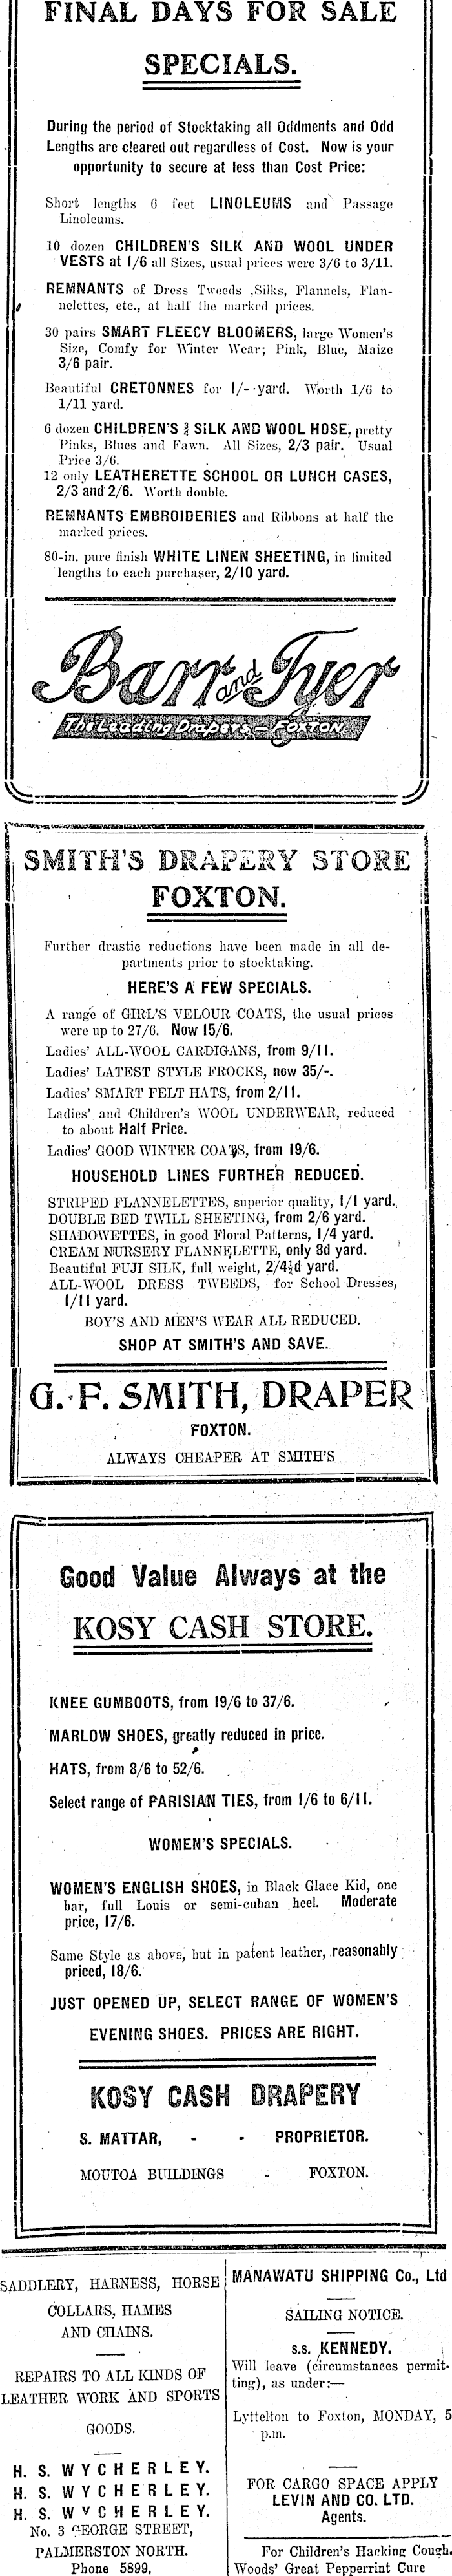 FINAL DAYS FOR SALE
SPECIALS.
During the period of Stocktaking all Oddments and Odd
Lengths are cleared out regardless of Cost. Now is your
opportunity to secure at less than Cost Price:
Short lengths 6 feet LINOLEUMS and Passage
Linoleums.
10 dozen CHILDREN'S SILK AND WOOL UNDER
VESTS at 1/6 all Sizes, usual prices were 3/6 to 3/11.
REMNANTS of Dress Tweeds ,Silks, Flannels, Flan-
nelettes, etc., at half the marked prices.
30 pairs SMART FLEECY BLOOMERS, large Women's
Size, Comfy for Winter Wear; Pink, Blue, Maize
3/6 pair.
Beautiful CRETONNES for 1/- yard. Worth 1/6 to
1/11 yard.
6 dozen CHILDREN'S ¾ SILK AND WOOL HOSE, pretty
Pinks, Blues and Fawn. All Sizes, 2/3 pair. Usual
Price 3/6.
12 only LEATHERETTE SCHOOL OR LUNCH CASES,
2/3 and 2/6. Worth double.
REMNANTS EMBROIDERIES and Ribbons at half the
marked prices.
80-in. pure finish WHITE LINEN SHEETING, in limited
lengths to each purchaser, 2/10 yard.
Barr and Tyer
The Leading Drapers — FOXTON
SMITH'S DRAPERY STORE
FOXTON.
Further drastic reductions have been made in all de-
partments prior to stocktaking.
HERE'S A FEW SPECIALS.
A range of GIRL'S VELOUR COATS, the usual prices
were up to 27/6. Now 15/6.
Ladies' ALL-WOOL CARDIGANS, from 9/11.
Ladies' LATEST STYLE FROCKS, now 35/-.
Ladies' SMART FELT HATS, from 2/11.
Ladies' and Children's WOOL UNDERWEAR, reduced
to about Half Price.
Ladies' GOOD WINTER COATS, from 19/6.
HOUSEHOLD LINES FURTHER REDUCED.
STRIPED FLANNELETTES, superior quality, 1/1 yard.
DOUBLE BED TWILL SHEETING, from 2/6 yard.
SHADOWETTES, in good Floral Patterns, 1/4 yard.
CREAM NURSERY FLANNELETTE, only 8d yard.
Beautiful FUJI SILK, full weight, 2/4½d yard.
ALL-WOOL DRESS TWEEDS, for School Dresses,
1/11 yard.
BOY'S AND MEN'S WEAR ALL REDUCED.
SHOP AT SMITH'S AND SAVE.
G. F. SMITH, DRAPER
FOXTON.
ALWAYS CHEAPER AT SMITH'S
Good Value Always at the
KOSY CASH STORE.
KNEE GUMBOOTS, from 19/6 to 37/6.
MARLOW SHOES, greatly reduced in price.
HATS, from 8/6 to 52/6.
Select range of PARISIAN TIES, from 1/6 to 6/11.
WOMEN'S SPECIALS.
WOMEN'S ENGLISH SHOES, in Black Glace Kid, one
bar, full Louis or semi-cuban heel. Moderate
price, 17/6.
Same Style as above, but in patent leather, reasonably
priced, 18/6.
JUST OPENED UP, SELECT RANGE OF WOMEN'S
EVENING SHOES. PRICES ARE RIGHT.
KOSY CASH DRAPERY
S. MATTAR, - - PROPRIETOR.
MOUTOA BUILDINGS - FOXTON.
SADDLERY, HARNESS, HORSE
COLLARS, HAMES
AND CHAINS.
REPAIRS TO ALL KINDS OF
LEATHER WORK AND SPORTS
GOODS.
H. S. WYCHERLEY.
H. S. WYCHERLEY.
H. S. WYCHERLEY.
No. 3 GEORGE STREET,
PALMERSTON NORTH.
Phone 5899.
MANAWATU SHIPPING Co., Ltd
SAILING NOTICE.
s.s. KENNEDY.
Will leave (circumstances permit-
ting), as under:—
Lyttelton to Foxton, MONDAY, 5
p.m.
FOR CARGO SPACE APPLY
LEVIN AND CO. LTD.
Agents.
For Children's Hacking Cough.
Woods' Great Peppermint Cure